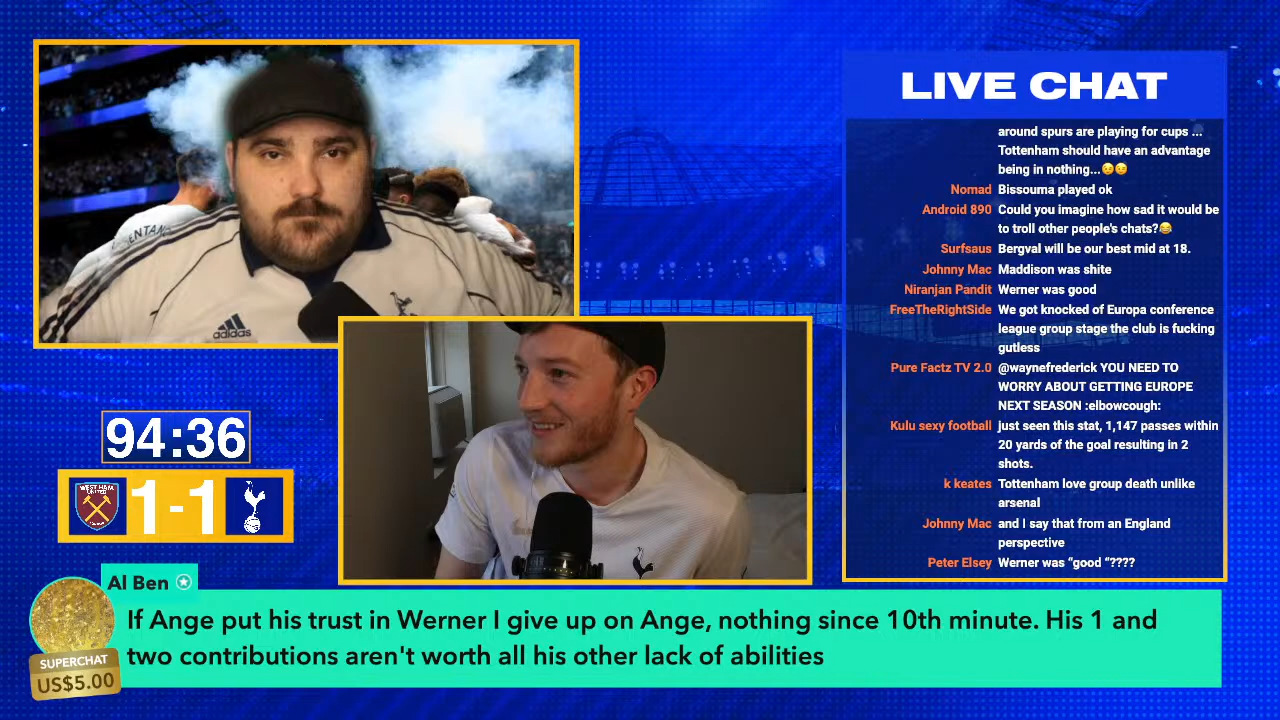 LIVE CHAT
around spurs are playing for cups ...
Tottenham should have an advantage
being in nothing...😏😏
Nomad Bissouma played ok
Android 890 Could you imagine how sad it would be
to troll other people's chats?😂
Surfsaus Bergval will be our best mid at 18.
Johnny Mac Maddison was shite
Niranjan Pandit Werner was good
FreeTheRightSide We got knocked of Europa conference
league group stage the club is fucking
gutless
Pure Factz TV 2.0 @waynefrederick YOU NEED TO
WORRY ABOUT GETTING EUROPE
NEXT SEASON :elbowcough:
Kulu sexy football just seen this stat, 1,147 passes within
20 yards of the goal resulting in 2
shots.
k keates Tottenham love group death unlike
arsenal
Johnny Mac and I say that from an England
perspective
Peter Elsey Werner was “good “????
adidas
94:36
WEST HAM
UNITED
1-1
Al Ben
If Ange put his trust in Werner I give up on Ange, nothing since 10th minute. His 1 and
two contributions aren't worth all his other lack of abilities
SUPERCHAT
US$5.00